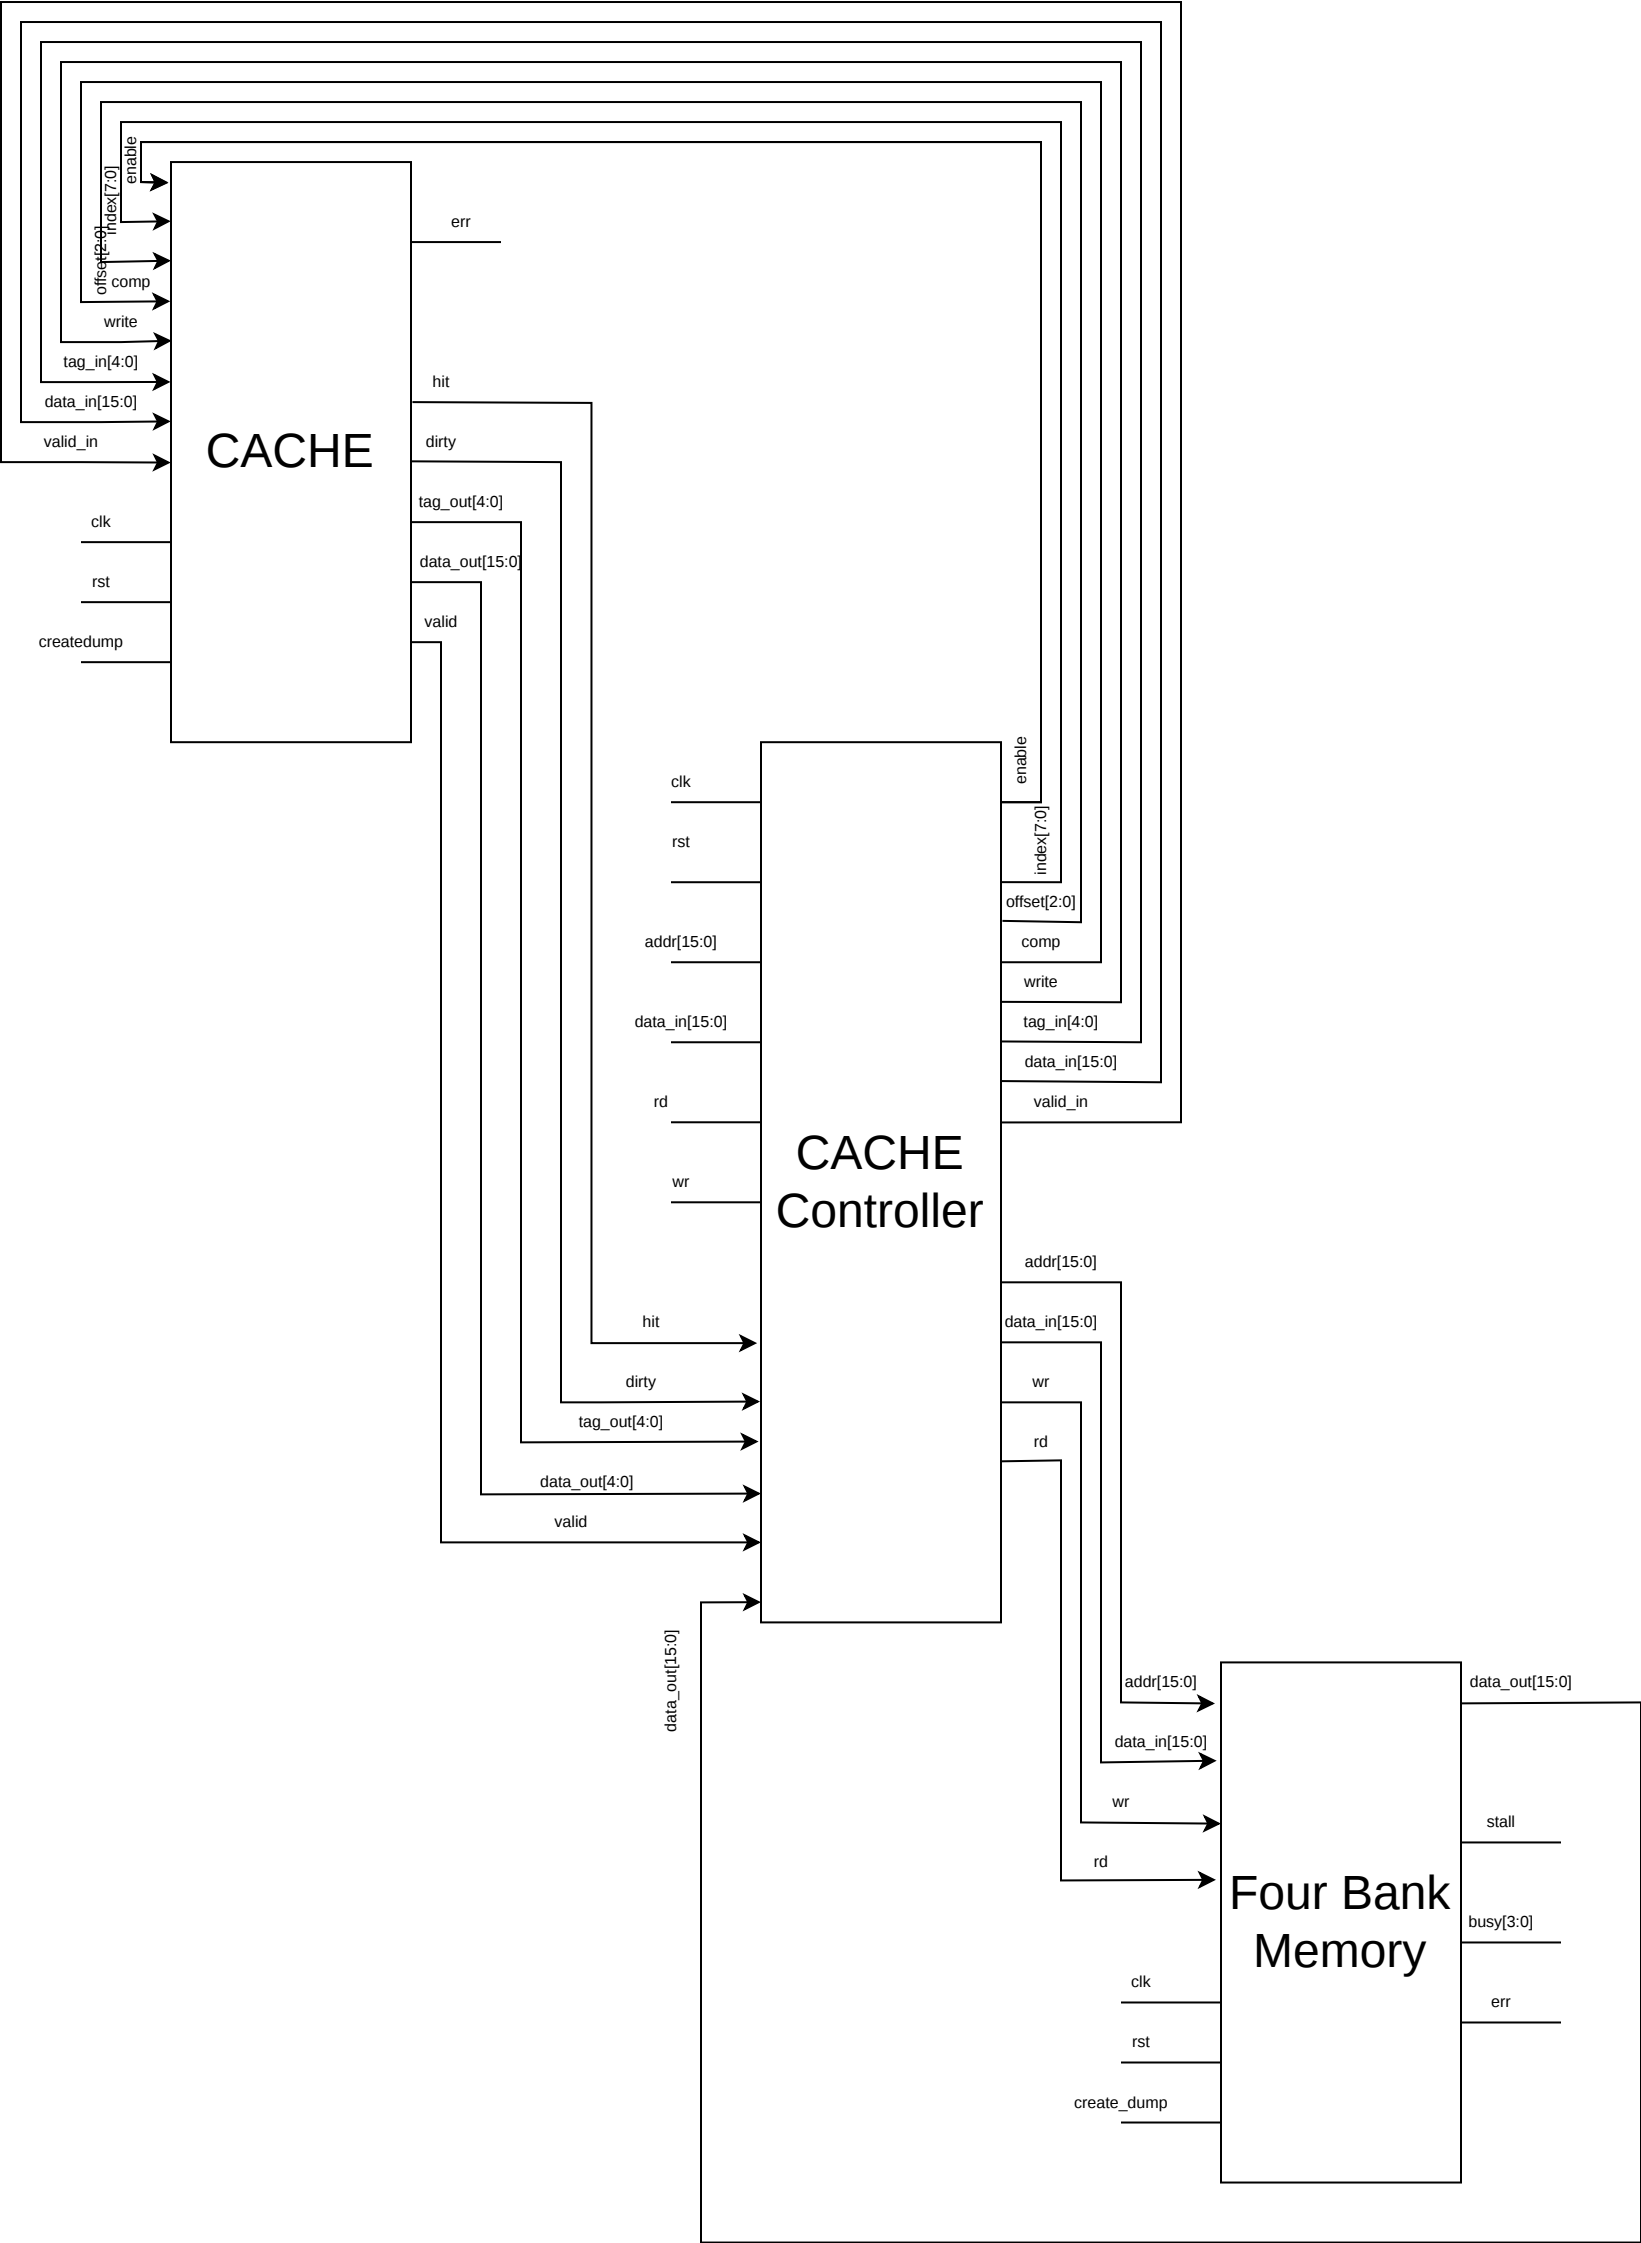 enable
index[7:0]
offset[2:0]
comp
write
tag_in[4:0]
data_in[15:0]
valid_in
clk
rst
createdump
CACHE
err
hit
dirty
tag_out[4:0]
data_out[15:0]
valid
clk
rst
addr[15:0]
data_in[15:0]
rd
wr
hit
dirty
tag_out[4:0]
data_out[4:0]
valid
data_out[15:0]
CACHE
Controller
enable
index[7:0]
offset[2:0]
comp
write
tag_in[4:0]
data_in[15:0]
valid_in
addr[15:0]
data_in[15:0]
wr
rd
addr[15:0]
data_in[15:0]
wr
rd
clk
rst
create_dump
Four Bank
Memory
data_out[15:0]
stall
busy[3:0]
err